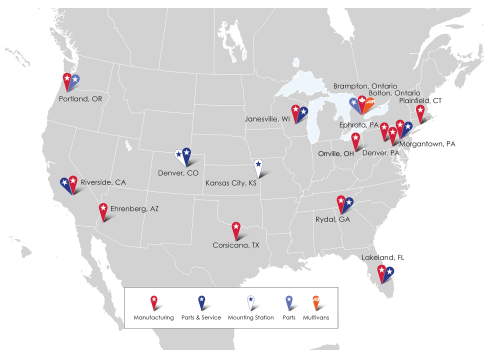 Brampton, Ontario
Bolton, Ontario
Portland, OR
Plainfield, CT
Janesville, WI
Ephrata, PA
Morgantown, PA
Orrville, OH
Denver, PA
Denver, CO
Kansas City, KS
Riverside, CA
Ehrenberg, AZ
Rydal, GA
Corsicana, TX
Lakeland, FL
Manufacturing
Parts & Service
Mounting Station
Parts
Multivans